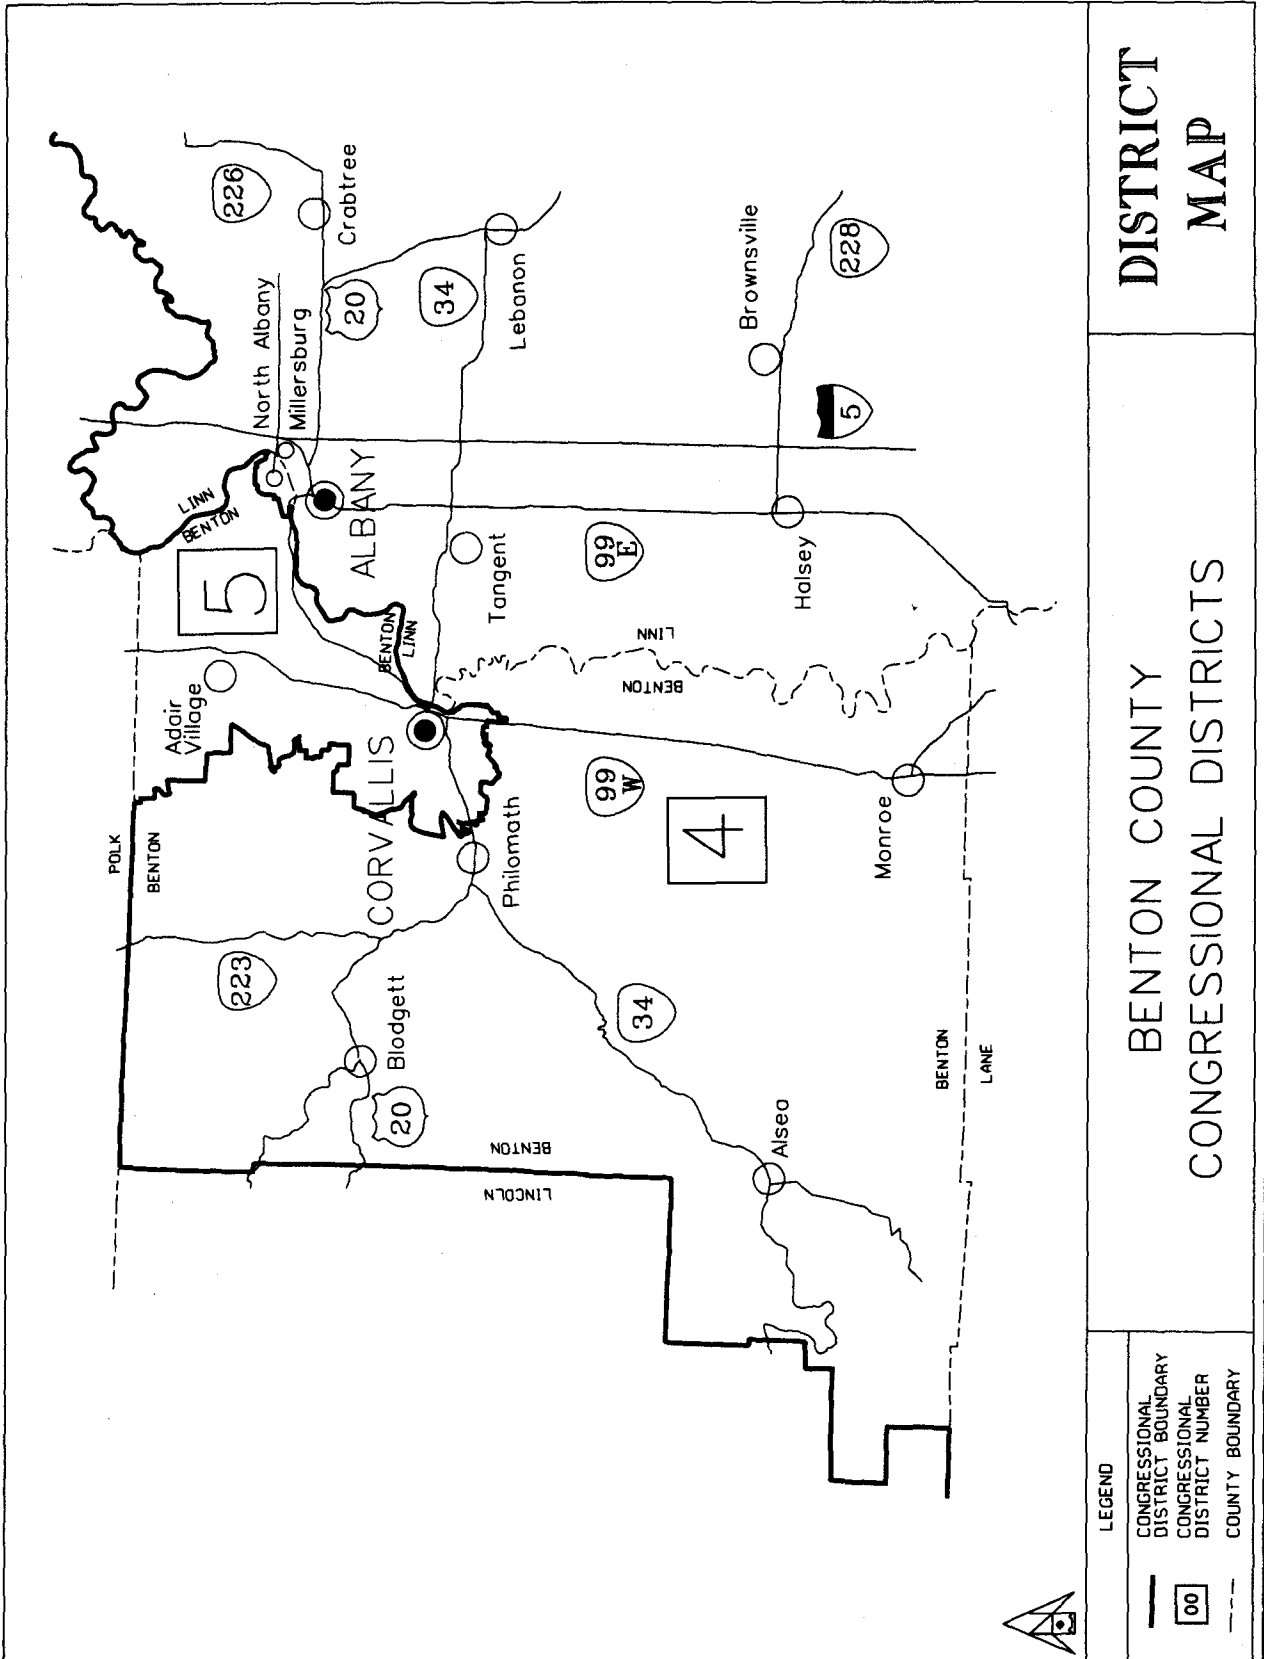 POLK
BENTON
LINN
BENTON
5
Adair
Village
North Albany
Millersburg
226
Crabtree
20
ALBANY
34
Lebanon
Tangent
BENTON
LINN
CORVALLIS
Philomath
223
Blodgett
20
BENTON
LINCOLN
34
99
W
99
E
LINN
BENTON
4
Brownsville
228
5
Halsey
Monroe
Alsea
BENTON
LANE
LEGEND
CONGRESSIONAL
DISTRICT BOUNDARY
00
CONGRESSIONAL
DISTRICT NUMBER
COUNTY BOUNDARY
BENTON COUNTY
CONGRESSIONAL DISTRICTS
DISTRICT
MAP